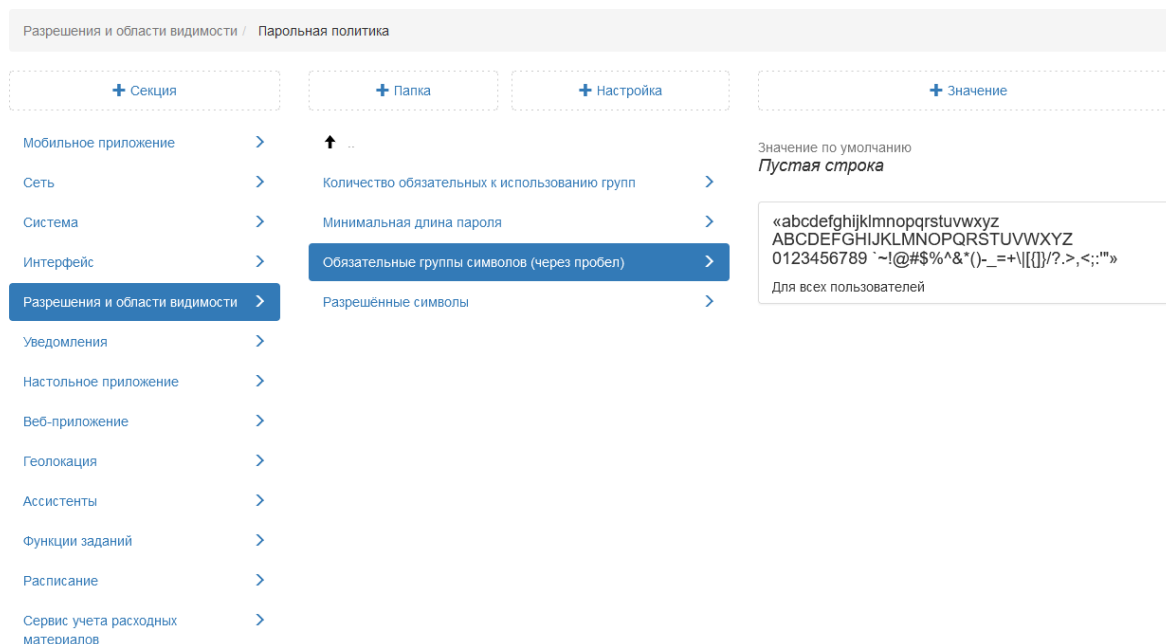 Разрешения и области видимости / Парольная политика
Секция
Папка
Настройка
Значение
Мобильное приложение
Сеть
Система
Интерфейс
Разрешения и области видимости
Уведомления
Настольное приложение
Веб-приложение
Геолокация
Ассистенты
Функции заданий
Расписание
Сервис учета расходных
материалов
..
Количество обязательных к использованию групп
Минимальная длина пароля
Обязательные группы символов (через пробел)
Разрешённые символы
Значение по умолчанию
Пустая строка
«abcdefghijklmnopqrstuvwxyz
ABCDEFGHIJKLMNOPQRSTUVWXYZ
0123456789 `~!@#$%^&*()-_=+\|[{]}/?.>,<;:'"»
Для всех пользователей